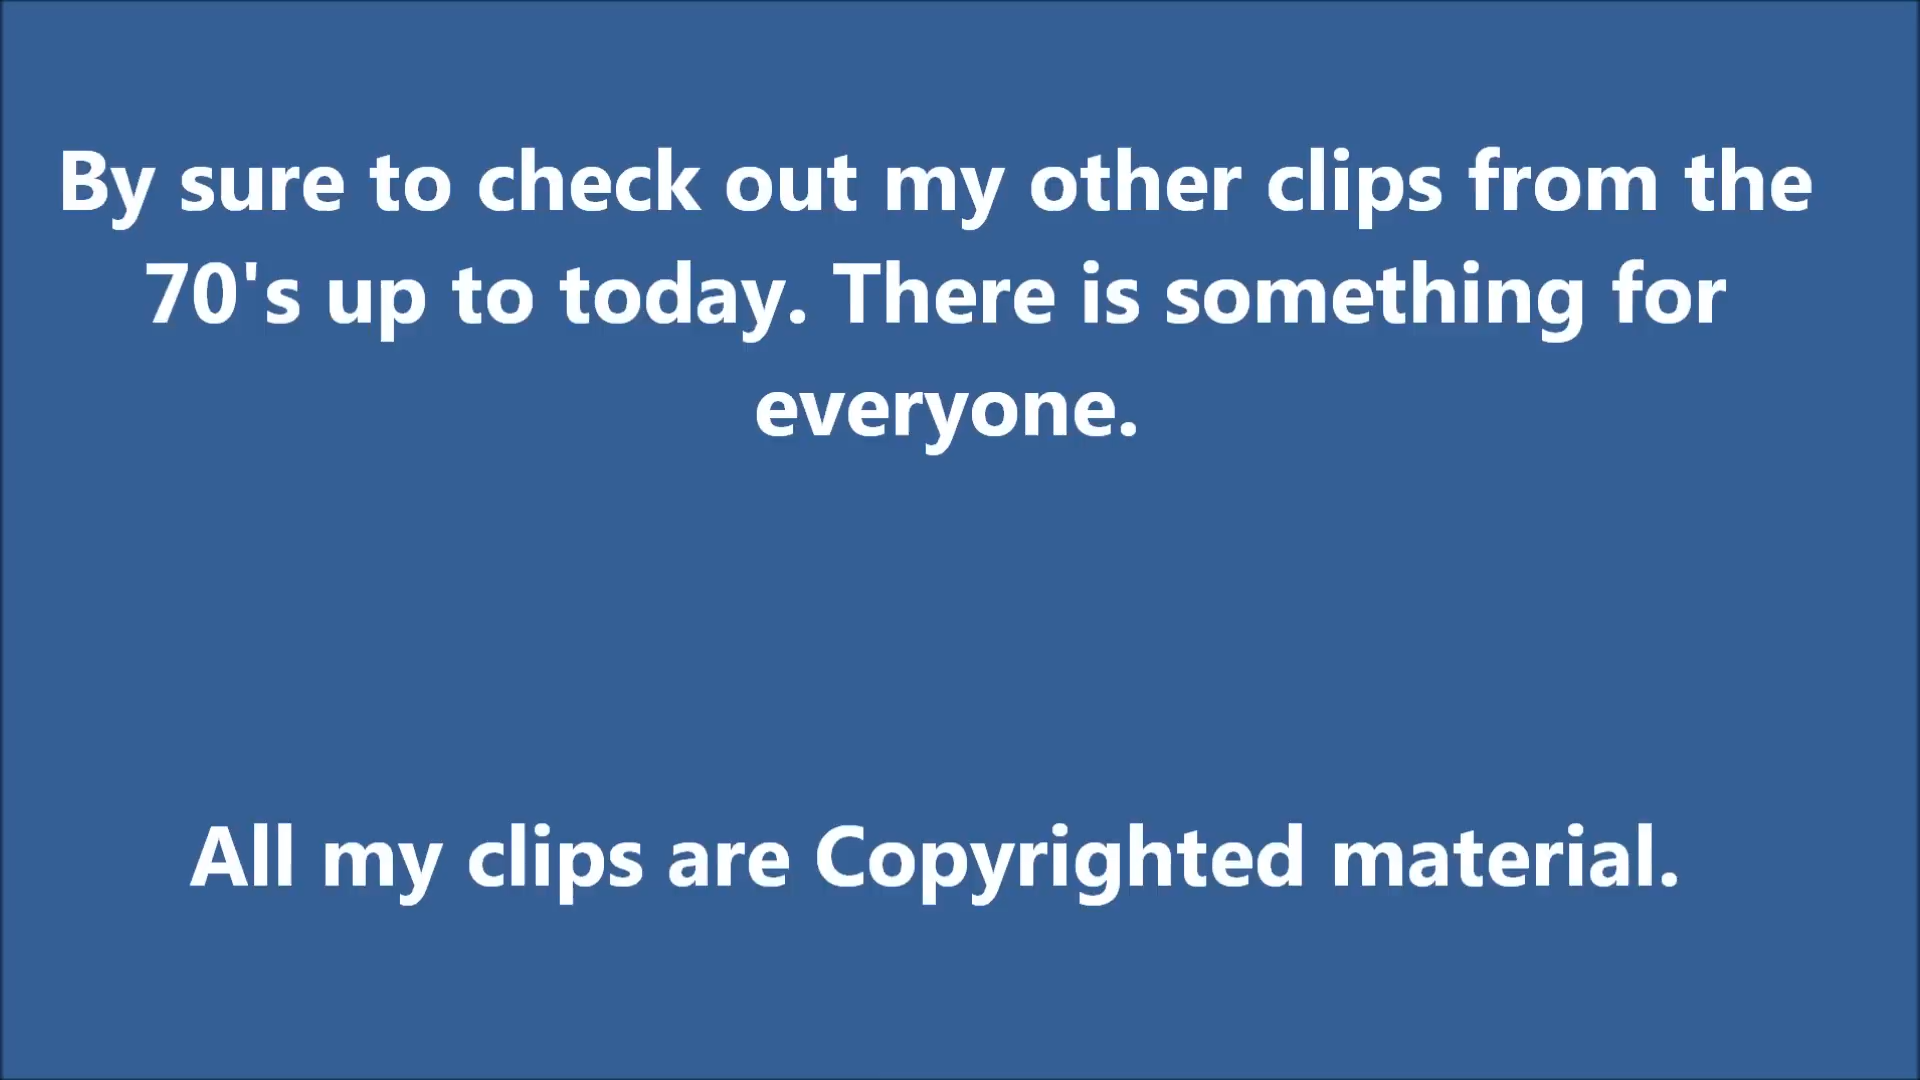 By sure to check out my other clips from the
70's up to today. There is something for
everyone.
All my clips are Copyrighted material.